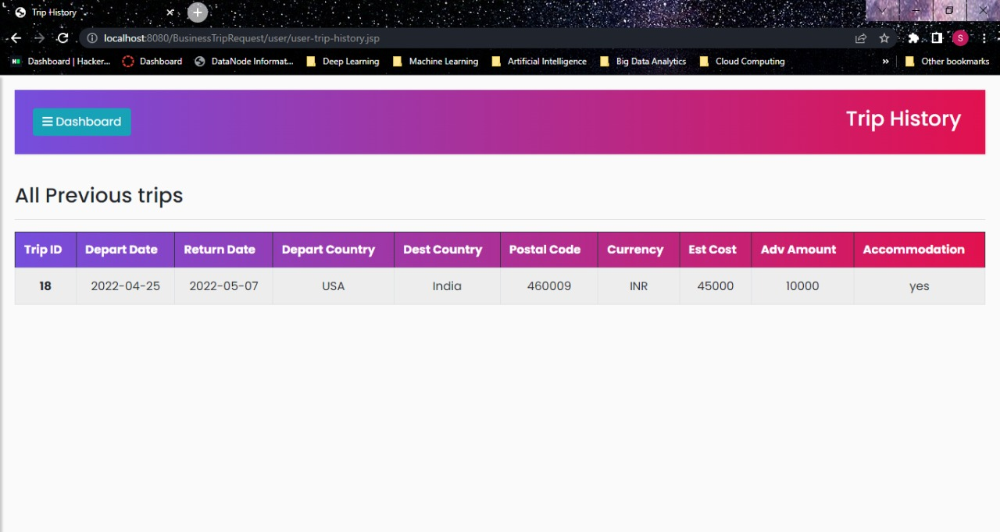 Trip History
localhost:8080/BusinessTripRequest/user/user-trip-history.jsp
S
Dashboard | Hacker... Dashboard DataNode Informat... Deep Learning Machine Learning Artificial Intelligence Big Data Analytics Cloud Computing » Other bookmarks
Dashboard Trip History
All Previous trips
Trip ID Depart Date Return Date Depart Country Dest Country Postal Code Currency Est Cost Adv Amount Accommodation
18 2022-04-25 2022-05-07 USA India 460009 INR 45000 10000 yes